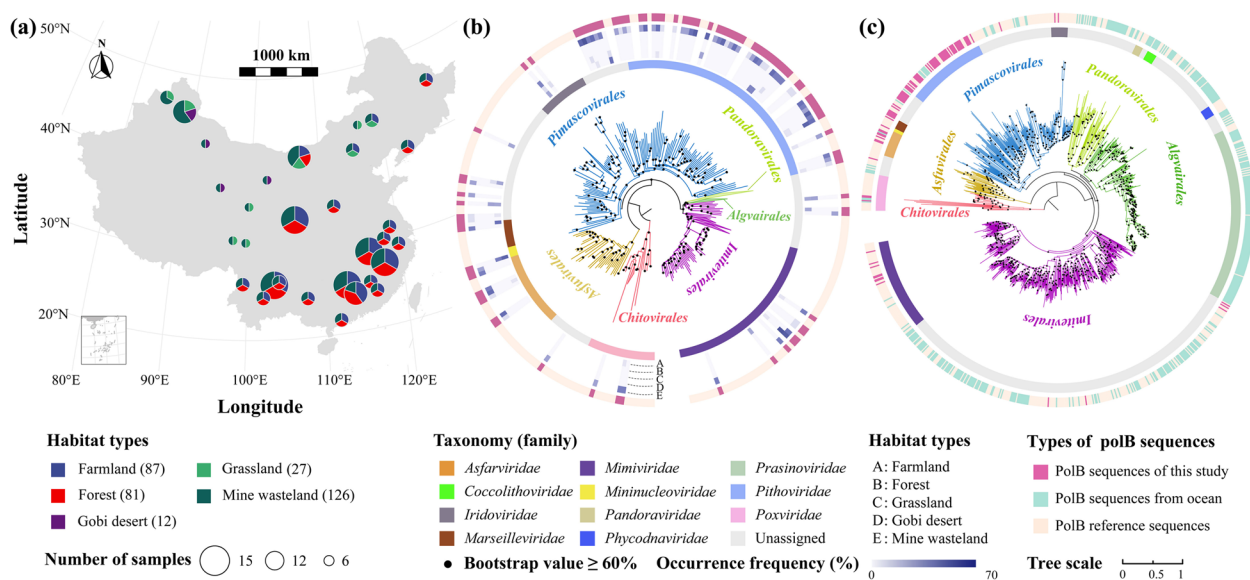 (a)
50°N
N
1000 km
40°N
Latitude
30°N
20°N
80°E
90°E
100°E
110°E
120°E
Longitude
(b)
Pimascovirales
Pandoravirales
Algvairales
Imitevirales
Asfuvirales
Chitovirales
A
B
C
D
E
(c)
Pimascovirales
Pandoravirales
Algvairales
Asfuvirales
Chitovirales
Imitevirales
Habitat types
Farmland (87)
Grassland (27)
Forest (81)
Mine wasteland (126)
Gobi desert (12)
Number of samples
15
12
6
Taxonomy (family)
Asfarviridae
Mimiviridae
Prasinoviridae
Coccolithoviridae
Mininucleoviridae
Pithoviridae
Iridoviridae
Pandoraviridae
Poxviridae
Marseilleviridae
Phycodnaviridae
Unassigned
Bootstrap value ≥ 60%
Occurrence frequency (%)
0
70
Habitat types
A: Farmland
B: Forest
C: Grassland
D: Gobi desert
E: Mine wasteland
Types of polB sequences
PolB sequences of this study
PolB sequences from ocean
PolB reference sequences
Tree scale
0
1